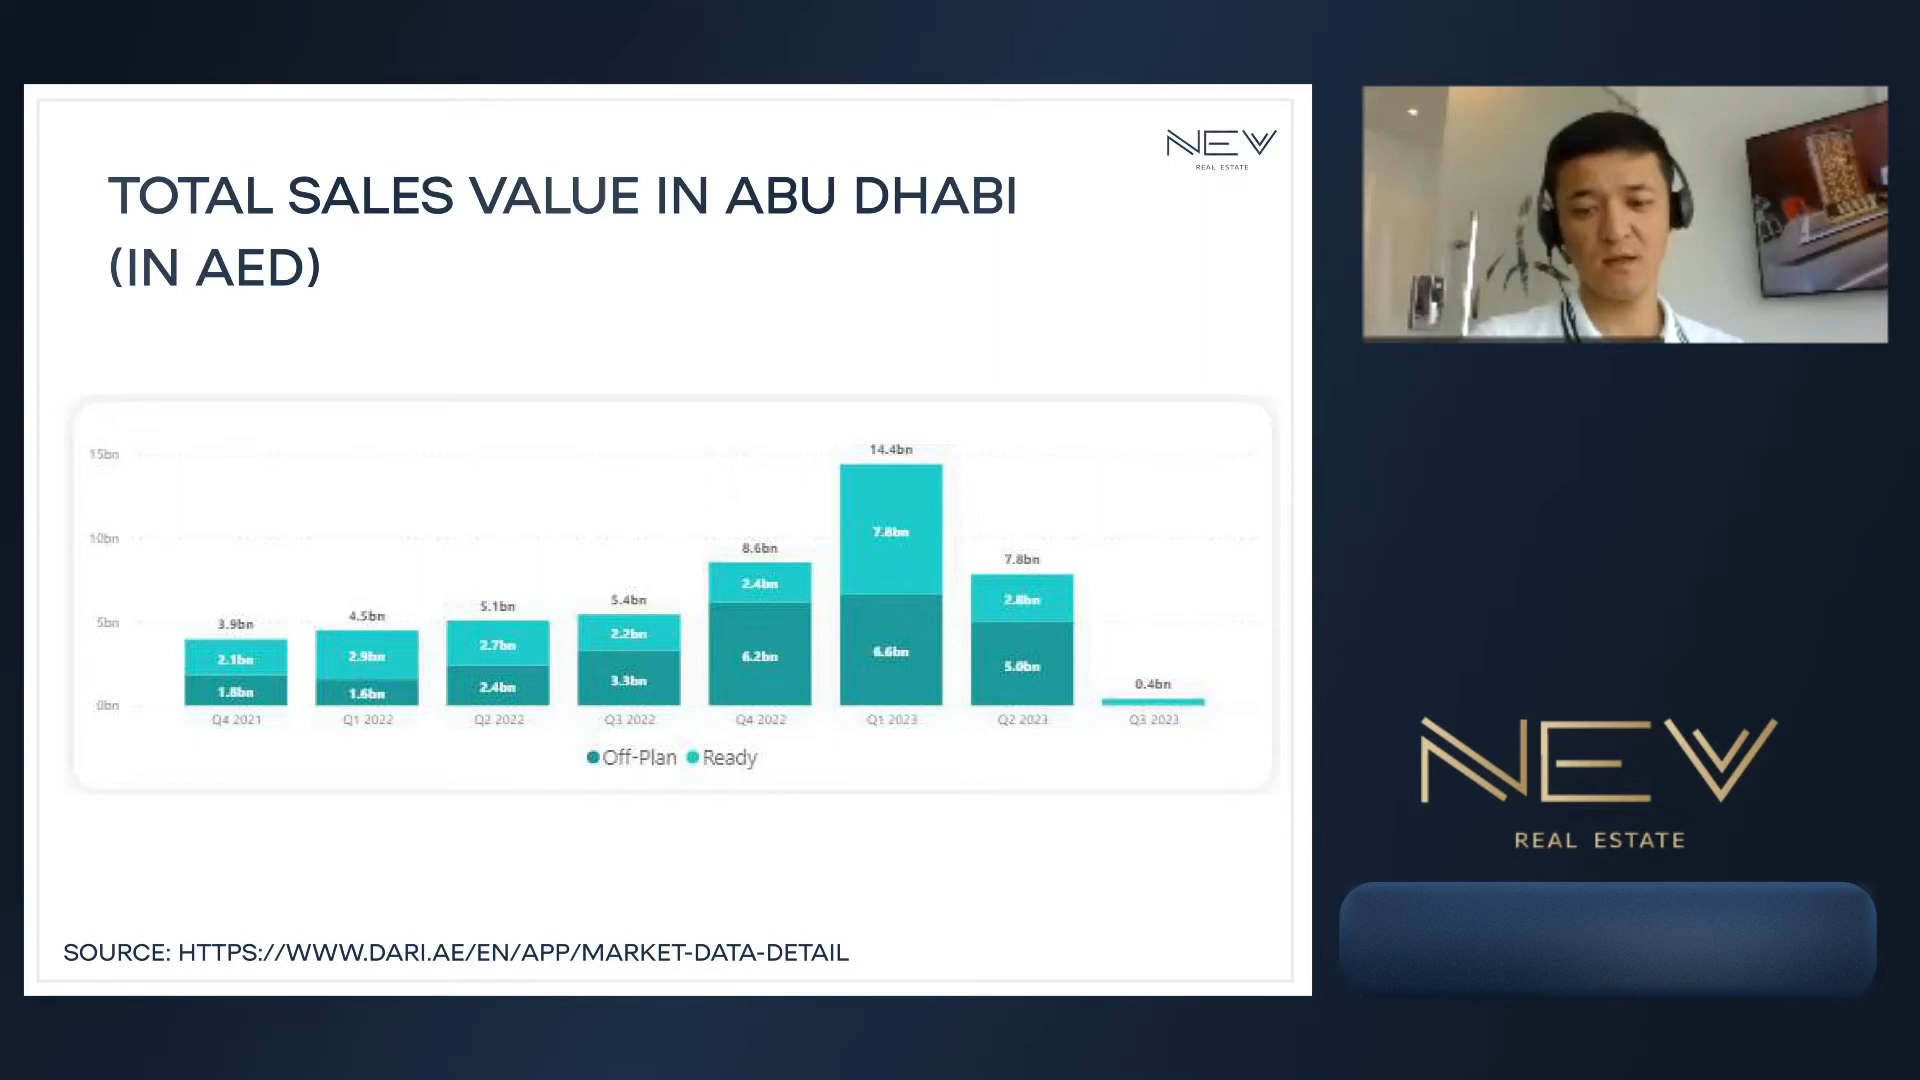 NEV
REAL ESTATE
TOTAL SALES VALUE IN ABU DHABI
(IN AED)
15bn
10bn
5bn
0bn
3.9bn
2.1bn
1.8bn
Q4 2021
4.5bn
2.9bn
1.6bn
Q1 2022
5.1bn
2.7bn
2.4bn
Q2 2022
5.4bn
2.2bn
3.3bn
Q3 2022
8.6bn
2.4bn
6.2bn
Q4 2022
14.4bn
7.8bn
6.6bn
Q1 2023
7.8bn
2.8bn
5.0bn
Q2 2023
0.4bn
Q3 2023
Off-Plan Ready
SOURCE: HTTPS://WWW.DARI.AE/EN/APP/MARKET-DATA-DETAIL
NEV
REAL ESTATE